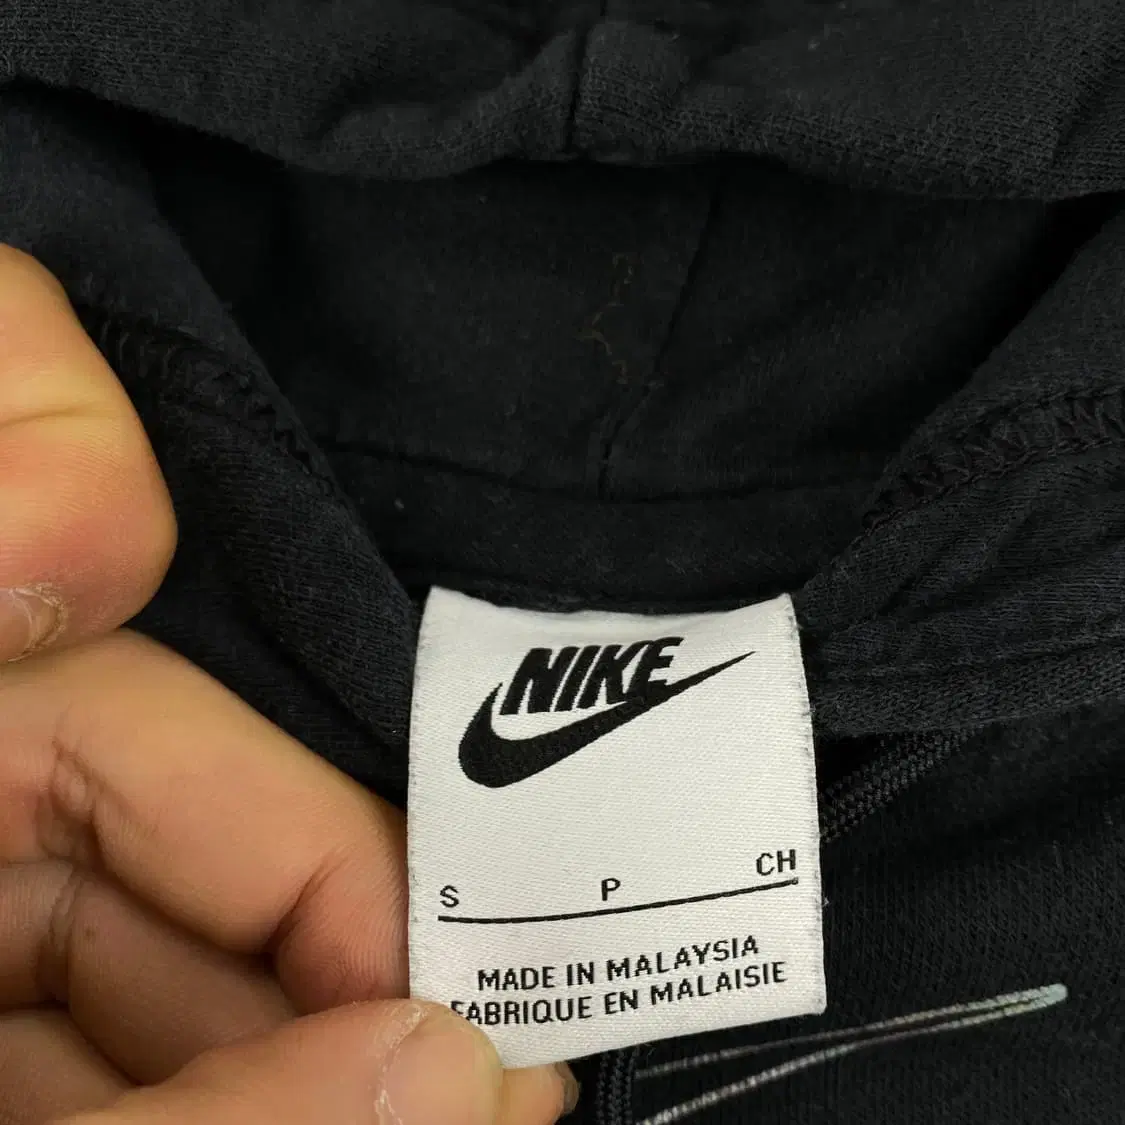 NIKE
S P CH
MADE IN MALAYSIA
FABRIQUE EN MALAISIE